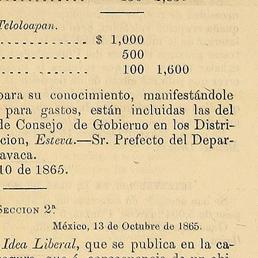 Teloloapan.
................ $ 1,000
................ 500
................ 100 1,600
para su conocimiento, manifestándole
para gastos, están incluidas las del
de Consejo de Gobierno en los Distri-
cion, Esteva.—Sr. Prefecto del Depar-
avaca.
10 de 1865.
SECCION 2ª
México, 13 de Octubre de 1865.
Idea Liberal, que se publica en la ca-